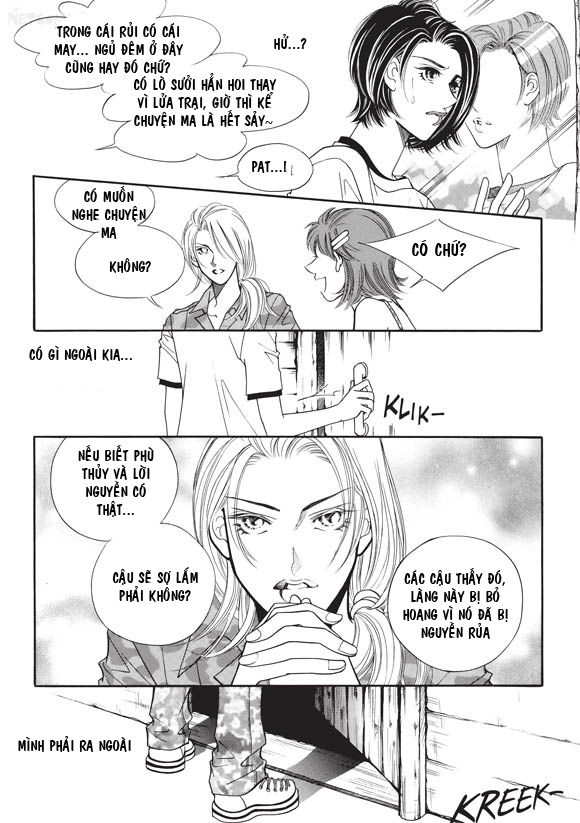 TRONG CÁI RỦI CÓ CÁI
MAY... NGỦ ĐÊM Ở ĐÂY
CŨNG HAY ĐÓ CHỨ?
HỬ...?
CÓ LÒ SƯỞI HẲN HOI THAY
VÌ LỬA TRẠI, GIỜ THÌ KỂ
CHUYỆN MA LÀ HẾT SẢY~
PAT...!
CÓ MUỐN
NGHE CHUYỆN
MA
KHÔNG?
CÓ CHỨ?
CÓ GÌ NGOÀI KIA...
KLIK-
NẾU BIẾT PHÙ
THỦY VÀ LỜI
NGUYỀN CÓ
THẬT...
CẬU SẼ SỢ LẮM
PHẢI KHÔNG?
CÁC CẬU THẤY ĐÓ,
LÂNG NÀY BỊ BỎ
HOANG VÌ NÓ ĐÃ BỊ
NGUYỀN RỦA
MÌNH PHẢI RA NGOÀI
KREEK-